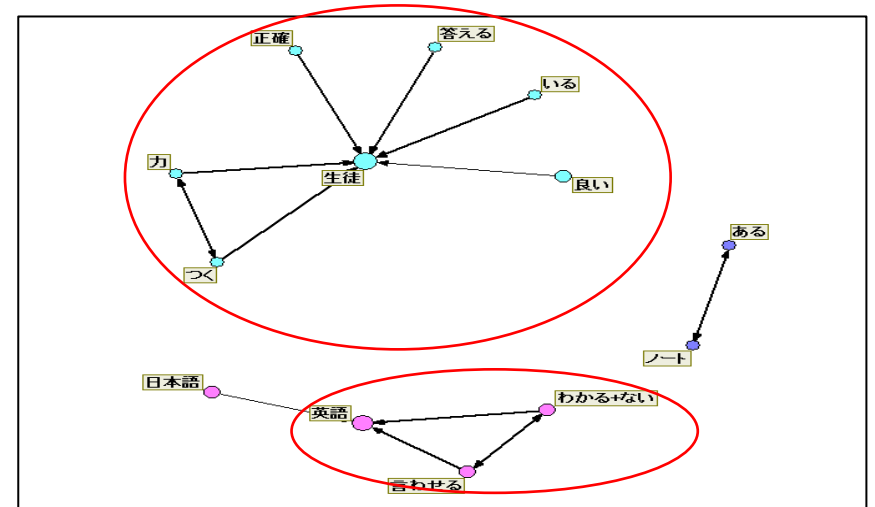 正確
答える
いる
力
生徒
良い
つく
ある
ノート
日本語
英語
わかる+ない
言わせる